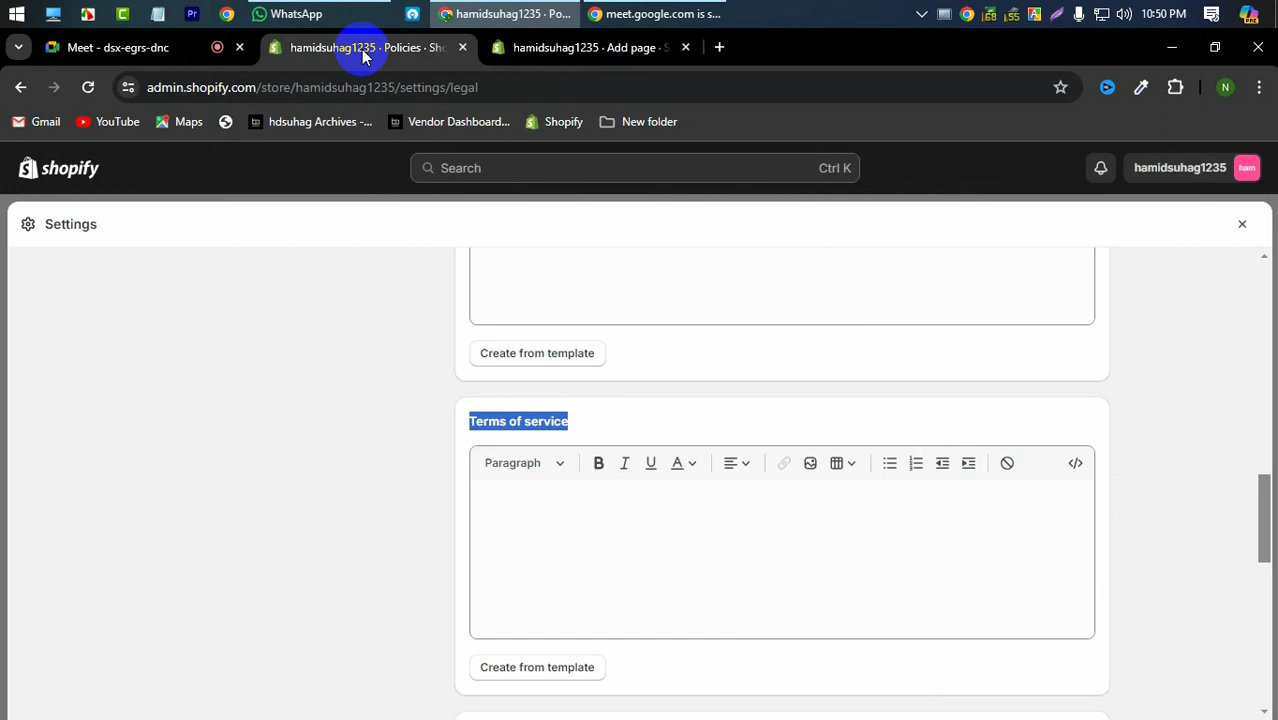 WhatsApp
hamidsuhag1235 · Po...
meet.google.com is s...
10:50 PM
Meet - dsx-egrs-dnc
hamidsuhag1235 · Policies · Sho
hamidsuhag1235 · Add page · S
admin.shopify.com/store/hamidsuhag1235/settings/legal
N
Gmail
YouTube
Maps
hdsuhag Archives -...
Vendor Dashboard...
Shopify
New folder
shopify
Search
Ctrl K
hamidsuhag1235
ham
Settings
Create from template
Terms of service
Paragraph
B
I
U
A
Create from template